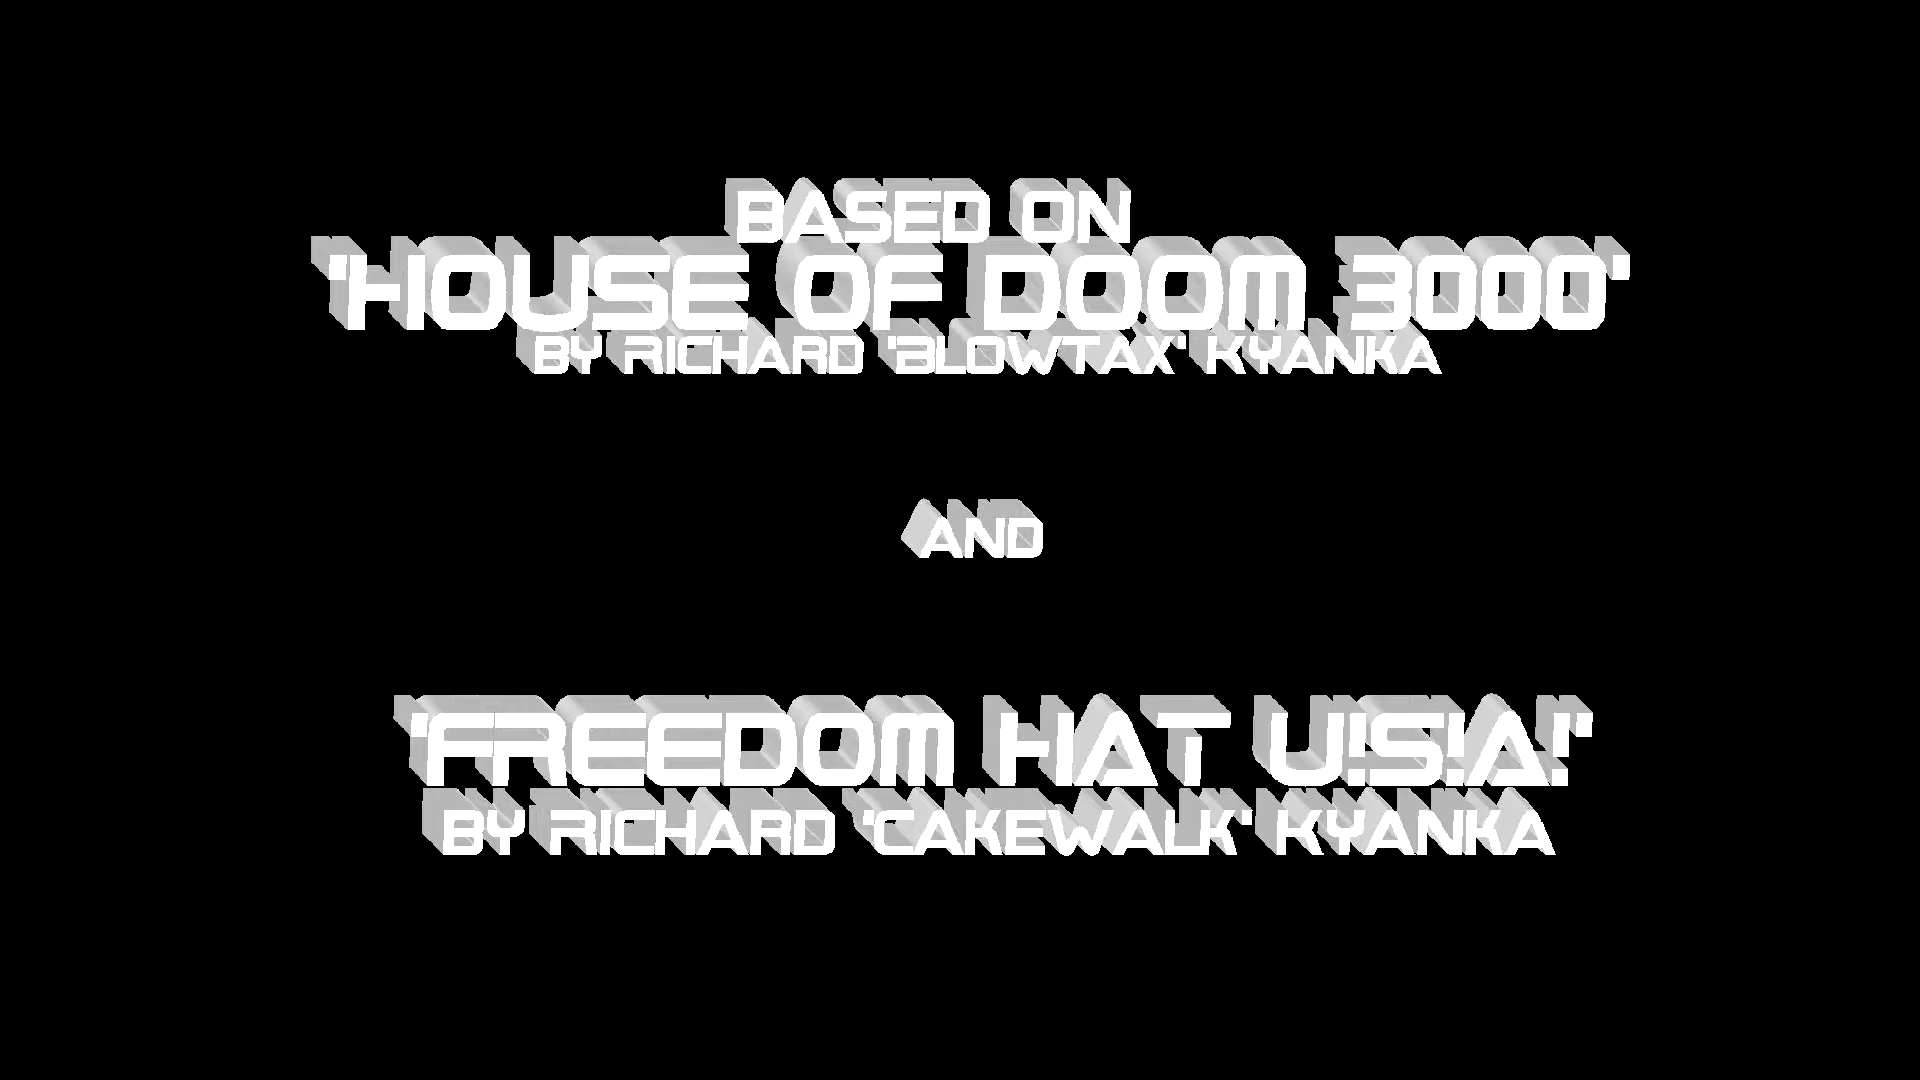 BASED ON
'HOUSE OF DOOM 3000'
BY RICHARD 'BLOWTAX' KYANKA
AND
'FREEDOM HAT U!S!A!'
BY RICHARD 'CAKEWALK' KYANKA